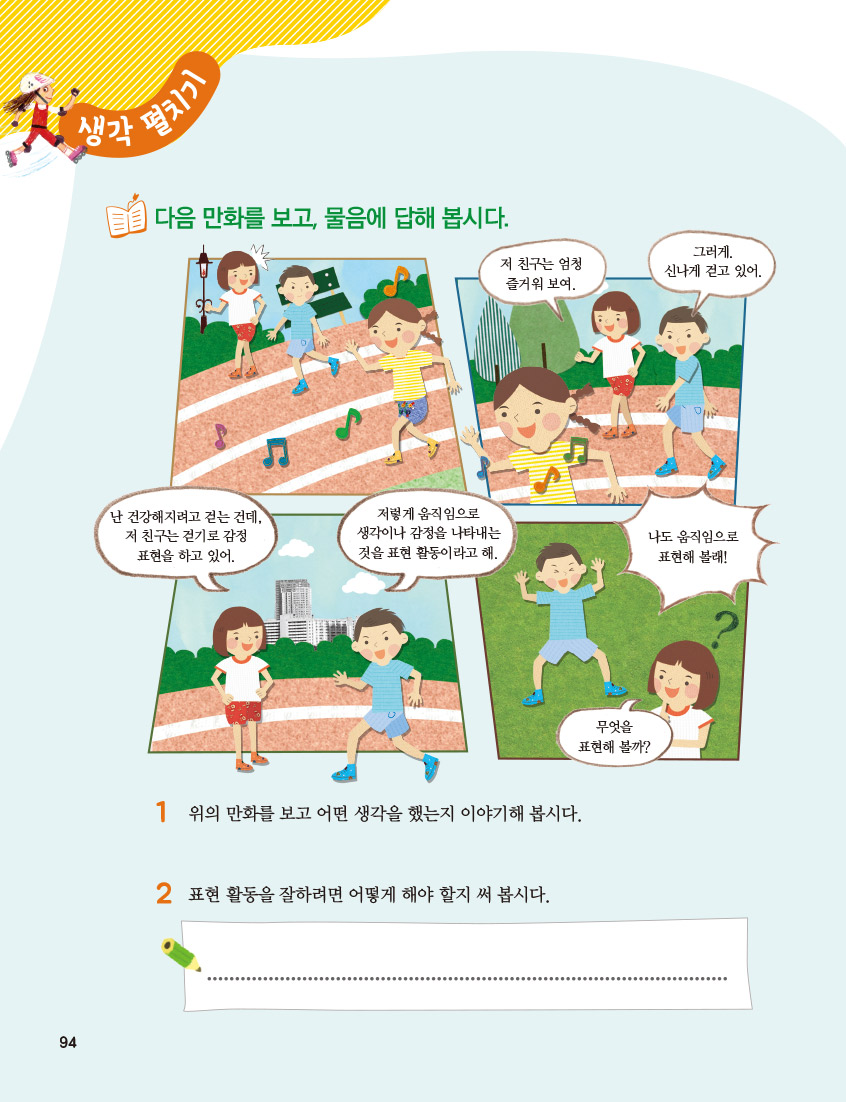 생각 펼치기
다음 만화를 보고, 물음에 답해 봅시다.
저 친구는 엄청
즐거워 보여.
그러게.
신나게 걷고 있어.
난 건강해지려고 걷는 건데,
저 친구는 걷기로 감정
표현을 하고 있어.
저렇게 움직임으로
생각이나 감정을 나타내는
것을 표현 활동이라고 해.
나도 움직임으로
표현해 볼래!
?
무엇을
표현해 볼까?
1 위의 만화를 보고 어떤 생각을 했는지 이야기해 봅시다.
2 표현 활동을 잘하려면 어떻게 해야 할지 써 봅시다.
94